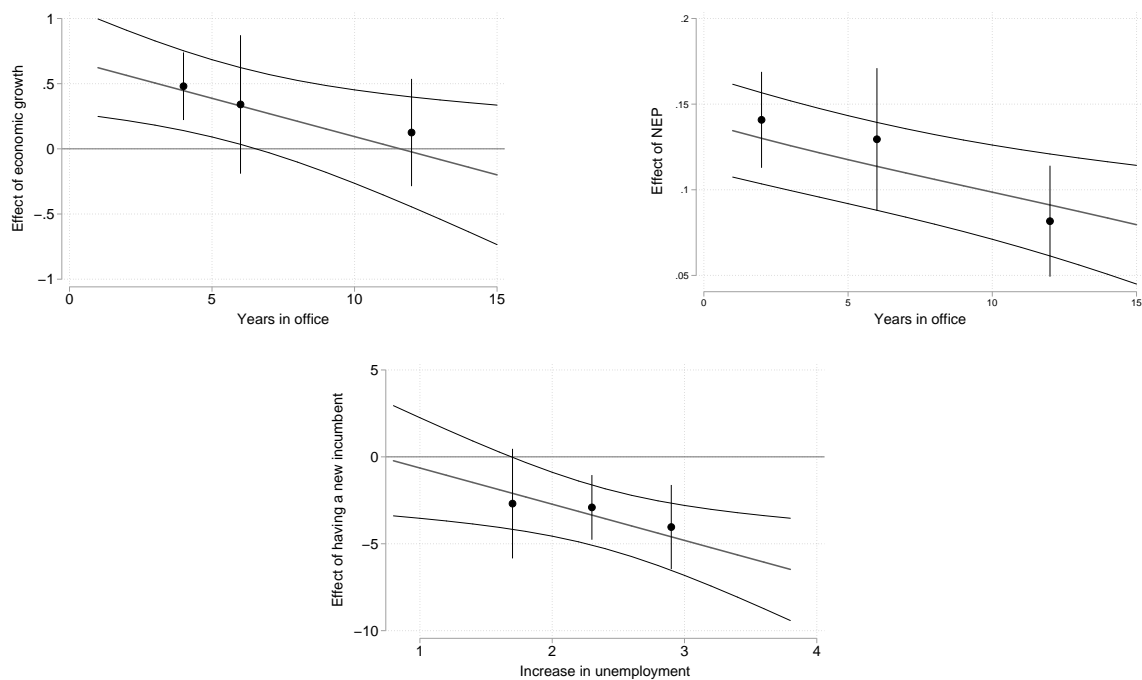 1
.5
0
−.5
−1
Effect of economic growth
0 5 10 15
Years in office
.2
.15
.1
.05
Effect of NEP
0 5 10 15
Years in office
5
0
−5
−10
Effect of having a new incumbent
1 2 3 4
Increase in unemployment